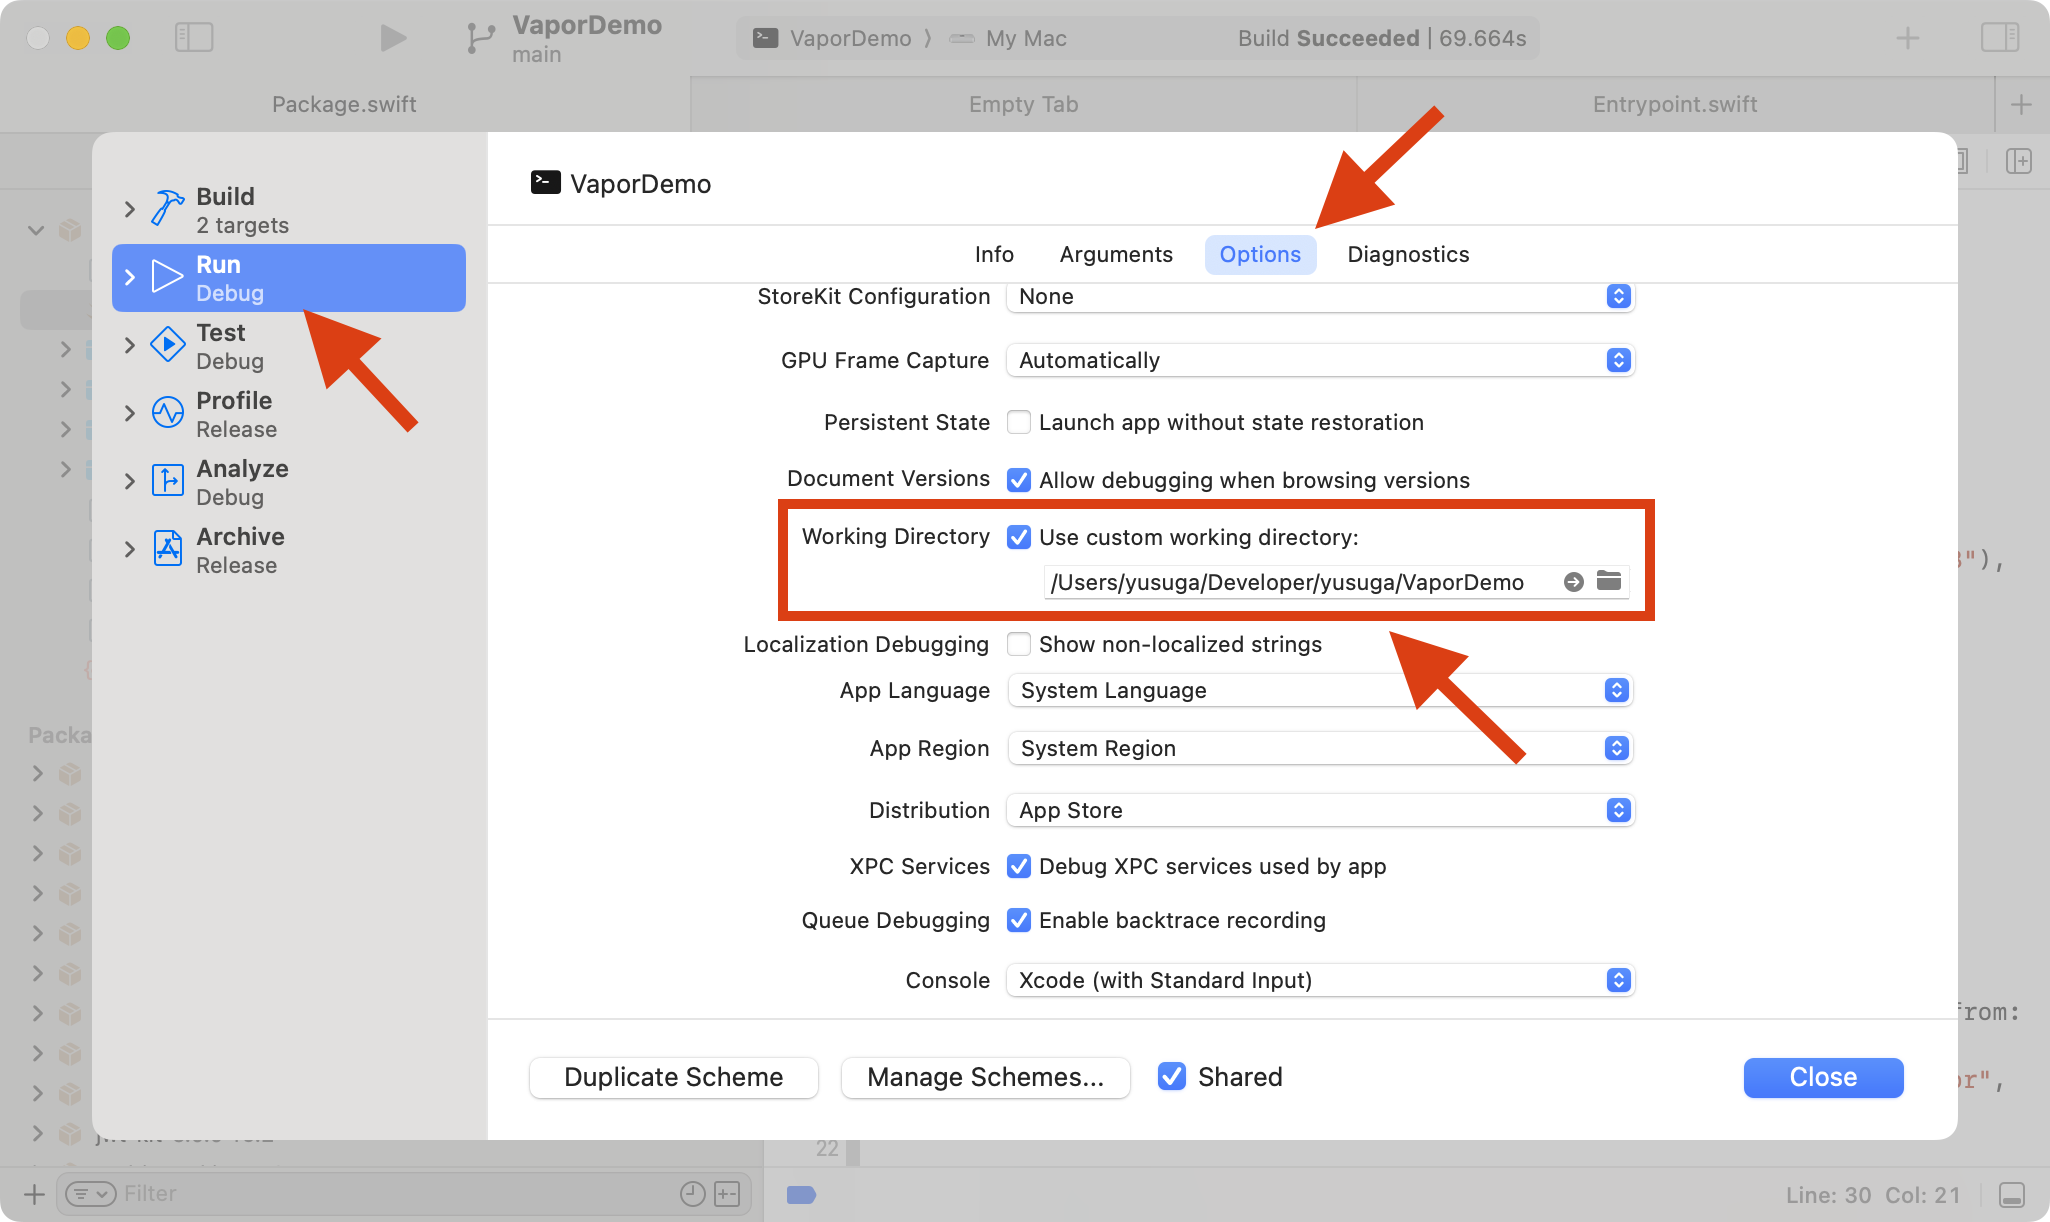 VaporDemo
main
VaporDemo 〉 My Mac
Build Succeeded | 69.664s
Package.swift
Empty Tab
Entrypoint.swift
Build
2 targets
Run
Debug
Test
Debug
Profile
Release
Analyze
Debug
Archive
Release
VaporDemo
Info Arguments Options Diagnostics
StoreKit Configuration None
GPU Frame Capture Automatically
Persistent State Launch app without state restoration
Document Versions Allow debugging when browsing versions
Working Directory Use custom working directory:
/Users/yusuga/Developer/yusuga/VaporDemo
Localization Debugging Show non-localized strings
App Language System Language
App Region System Region
Distribution App Store
XPC Services Debug XPC services used by app
Queue Debugging Enable backtrace recording
Console Xcode (with Standard Input)
Duplicate Scheme Manage Schemes... Shared Close
Packa
"),
from:
or",
22
Filter
Line: 30 Col: 21